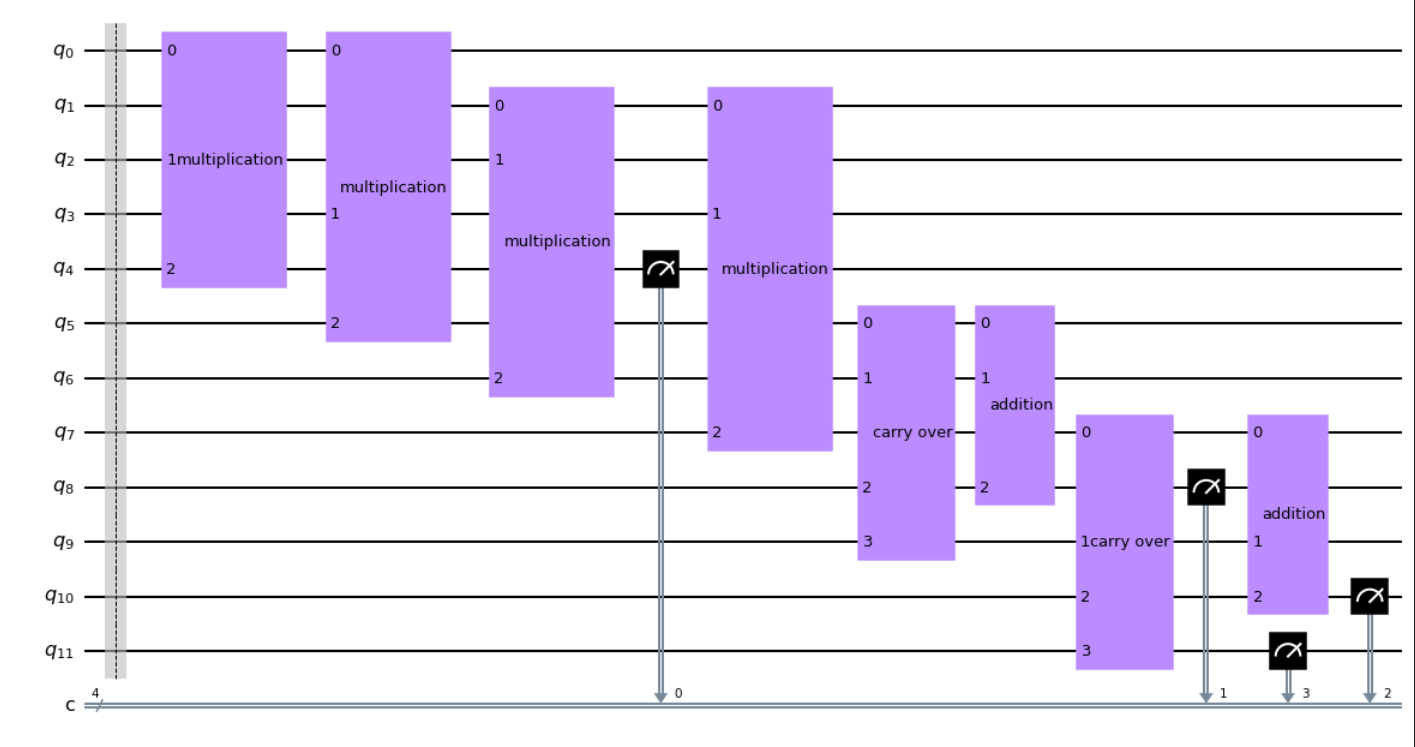 q0 0 0
q1 0 0
q2 1multiplication 1
multiplication
q3 1 1
multiplication
q4 2 multiplication
q5 2 0 0
q6 2 1 1
addition
q7 2 carry over 0 0
q8 2 2
addition
q9 3 1carry over 1
q10 2 2
q11 3
4 0 1 3 2
c